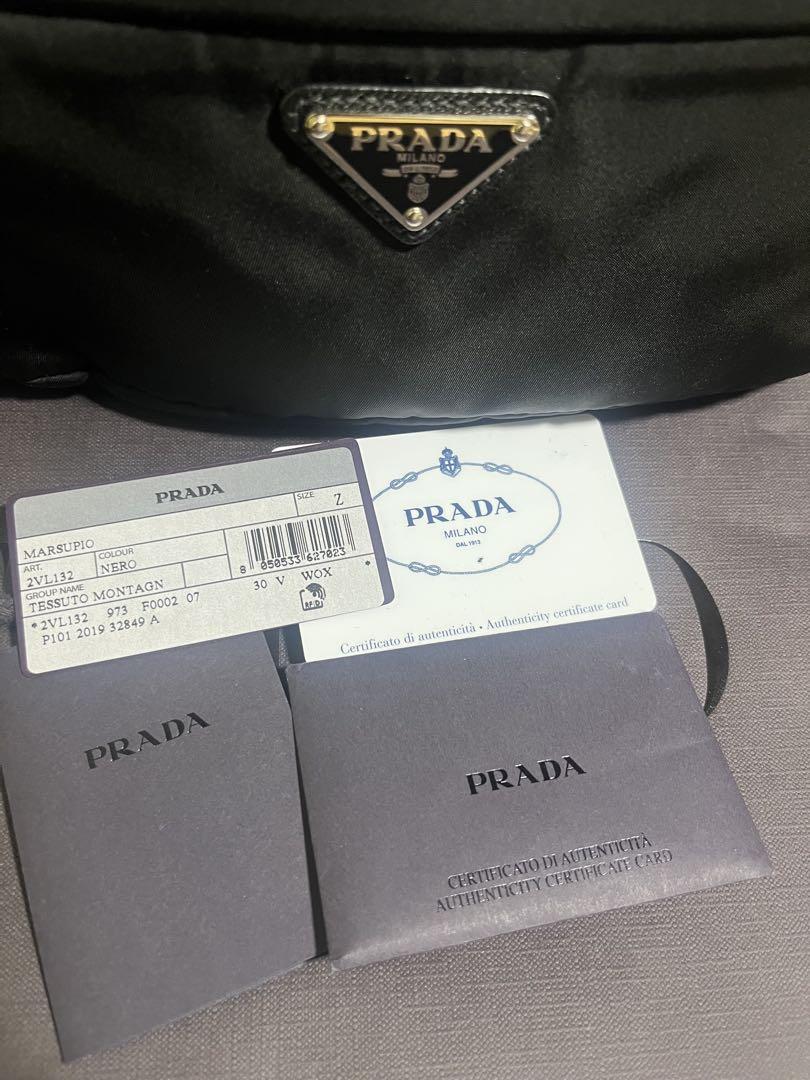 PRADA
MILANO
PRADA
SIZE
Z
MARSUPIO
ART.
2VL132
COLOUR
NERO
8 050533 627023
GROUP NAME
TESSUTO MONTAGN
30 V WOX *
*2VL132 973 F0002 07
RFID
P101 2019 32849 A
PRADA
MILANO
DAL 1913
Certificato di autenticità • Authenticity certificate card
PRADA
PRADA
CERTIFICATO DI AUTENTICITÀ
AUTHENTICITY CERTIFICATE CARD